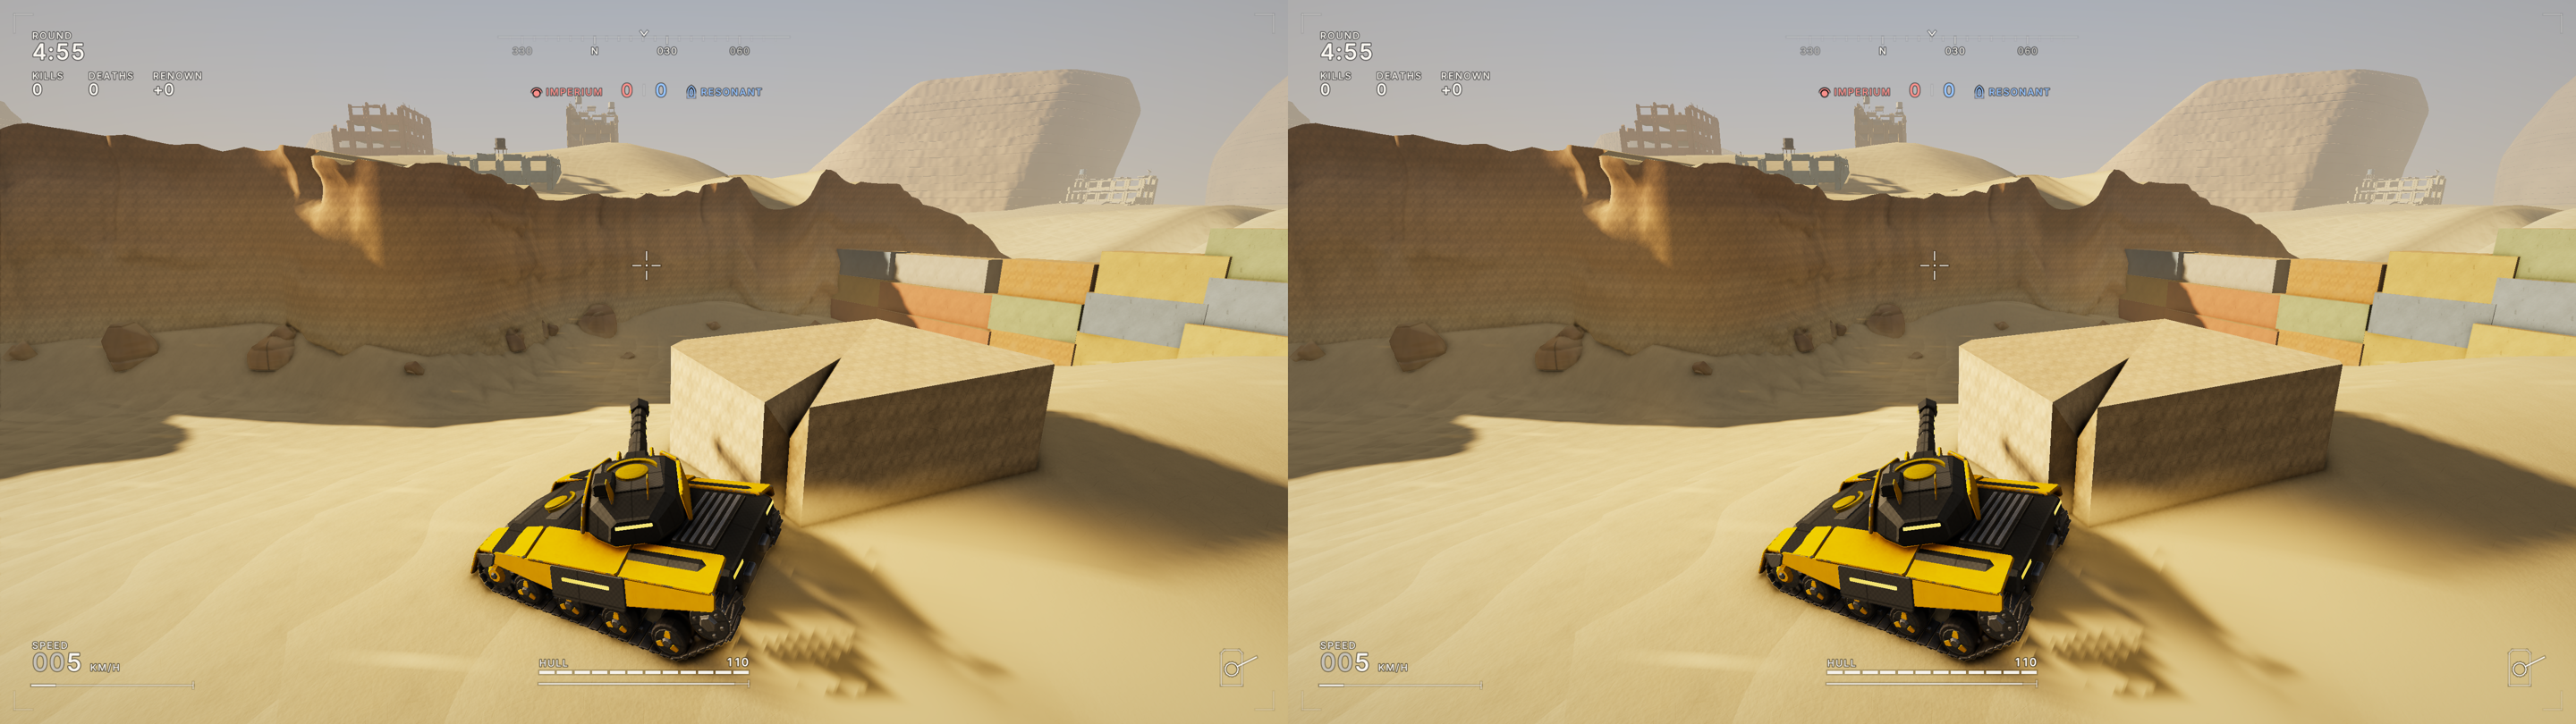 ROUND
4:55
KILLS DEATHS RENOWN
0 0 +0
330 N 030 060
IMPERIUM 0 0 RESONANT
SPEED
005 KM/H
HULL 110
ROUND
4:55
KILLS DEATHS RENOWN
0 0 +0
330 N 030 060
IMPERIUM 0 0 RESONANT
SPEED
005 KM/H
HULL 110